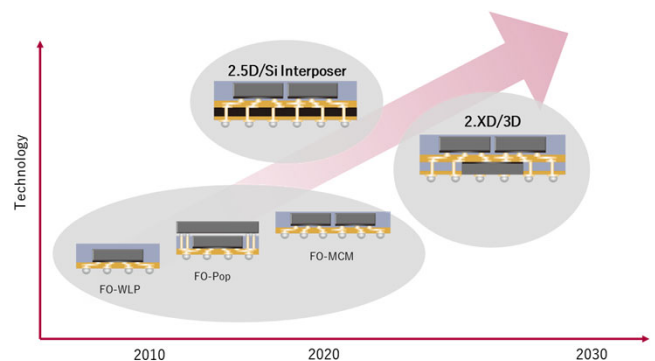 2.5D/Si Interposer
2.XD/3D
Technology
FO-WLP
FO-Pop
FO-MCM
2010
2020
2030